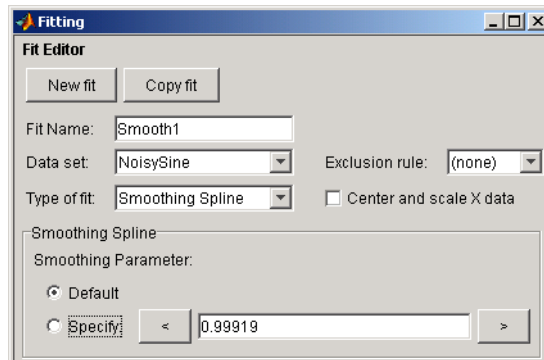 Fitting
Fit Editor
New fit Copy fit
Fit Name: Smooth1
Data set: NoisySine Exclusion rule: (none)
Type of fit: Smoothing Spline Center and scale X data
Smoothing Spline
Smoothing Parameter:
Default
Specify: < 0.99919 >